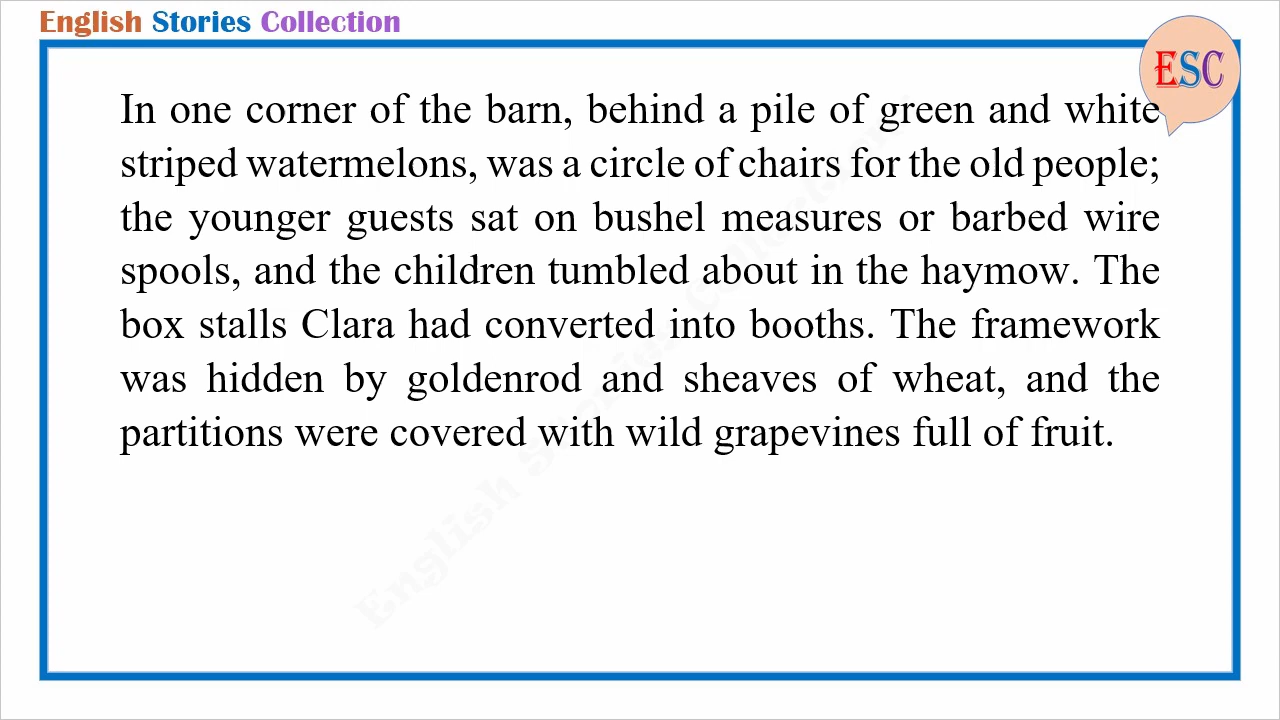 English Stories Collection
ESC
In one corner of the barn, behind a pile of green and white
striped watermelons, was a circle of chairs for the old people;
the younger guests sat on bushel measures or barbed wire
spools, and the children tumbled about in the haymow. The
box stalls Clara had converted into booths. The framework
was hidden by goldenrod and sheaves of wheat, and the
partitions were covered with wild grapevines full of fruit.
English Stories Collection